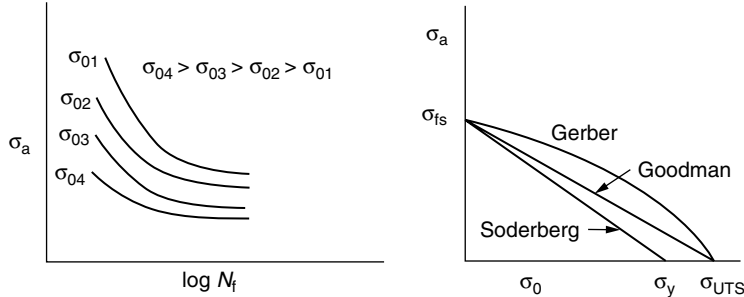 σ01
σ04 > σ03 > σ02 > σ01
σ02
σ03
σa
σ04
log Nf
σa
σfs
Gerber
Goodman
Soderberg
σ0
σy
σUTS